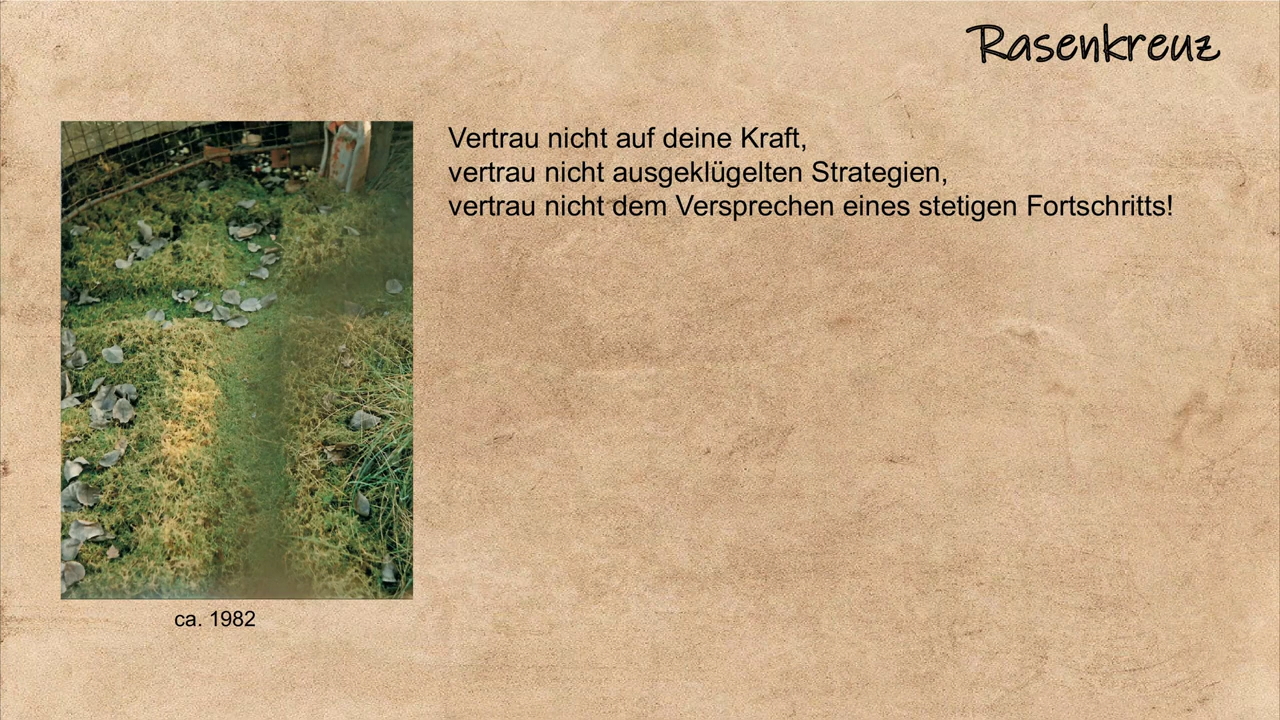 Rasenkreuz
Vertrau nicht auf deine Kraft,
vertrau nicht ausgeklügelten Strategien,
vertrau nicht dem Versprechen eines stetigen Fortschritts!
ca. 1982